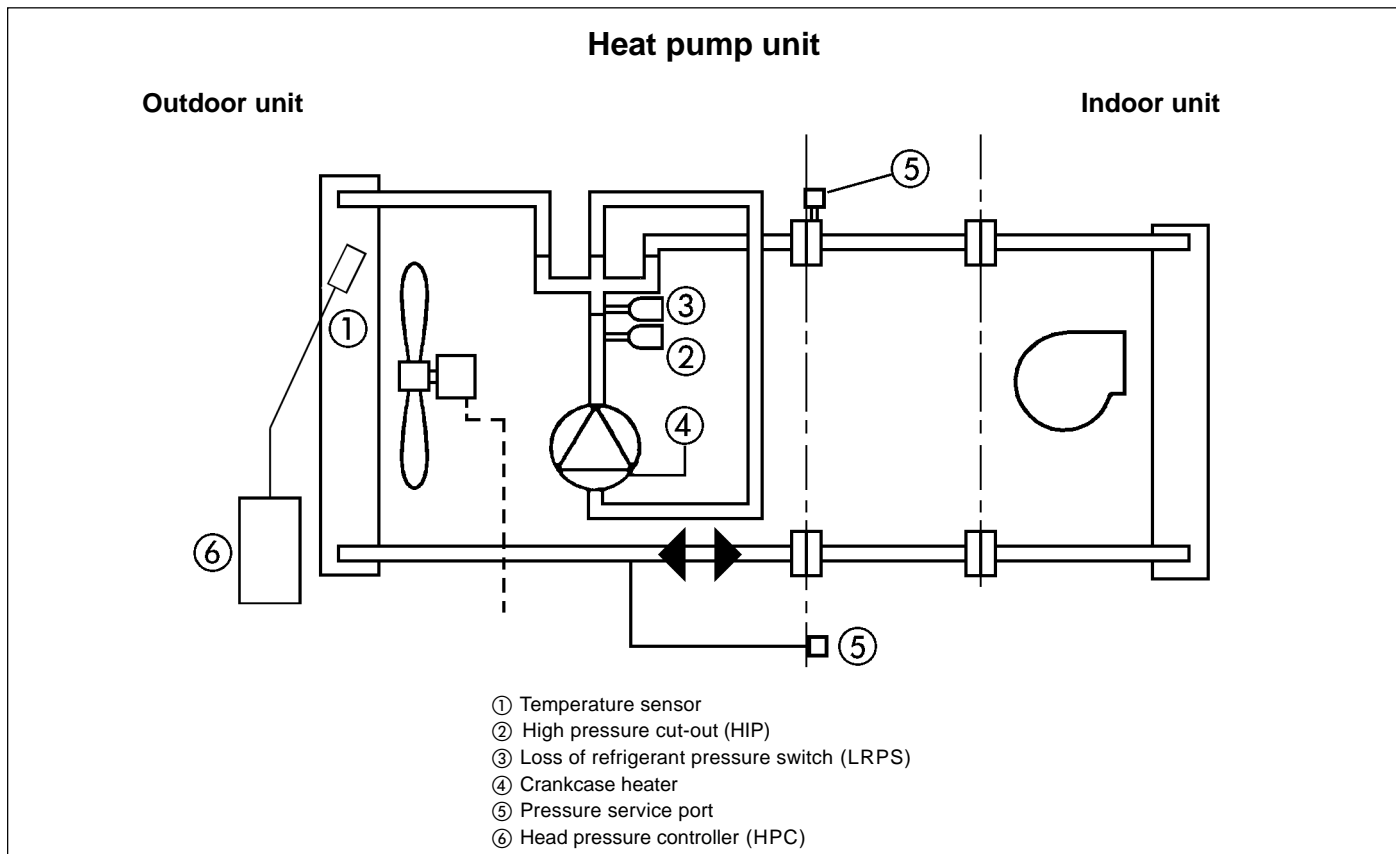 Heat pump unit
Outdoor unit
Indoor unit
⑤
③
①
②
④
⑥
⑤
① Temperature sensor
② High pressure cut-out (HIP)
③ Loss of refrigerant pressure switch (LRPS)
④ Crankcase heater
⑤ Pressure service port
⑥ Head pressure controller (HPC)